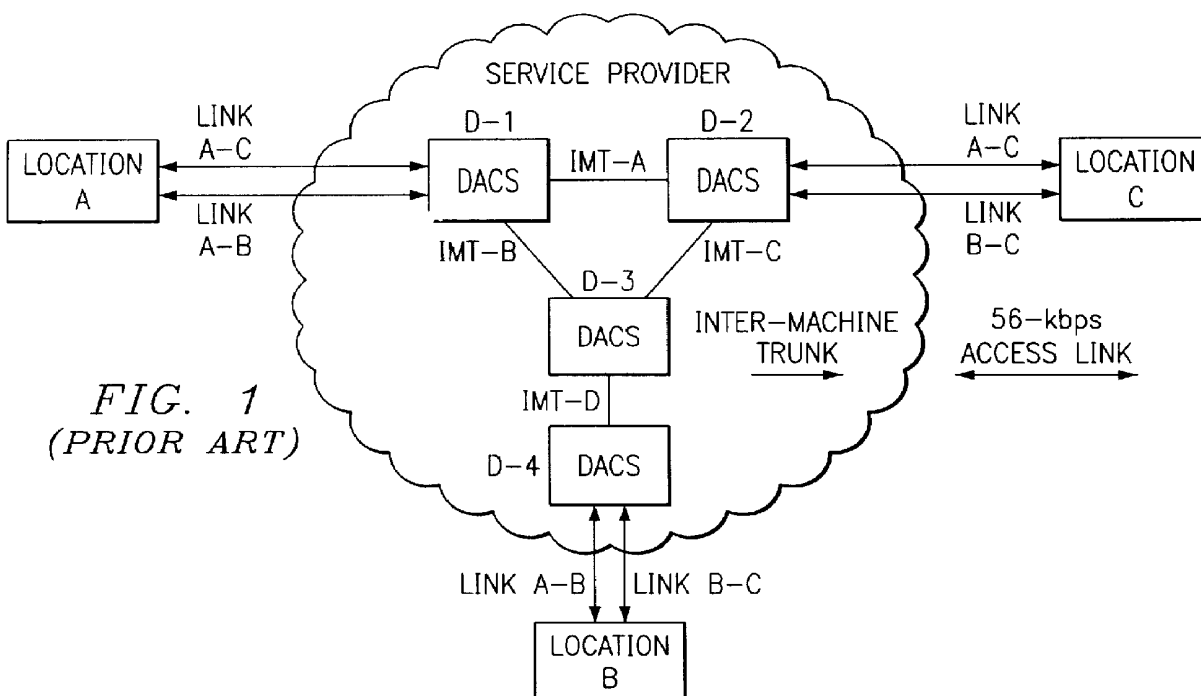 SERVICE PROVIDER
LINK
A-C
D-1
D-2
LINK
A-C
LOCATION
A
DACS
IMT-A
DACS
LOCATION
C
LINK
A-B
LINK
B-C
IMT-B
IMT-C
D-3
DACS
INTER-MACHINE
TRUNK
56-kbps
ACCESS LINK
FIG. 1
(PRIOR ART)
IMT-D
D-4
DACS
LINK A-B
LINK B-C
LOCATION
B